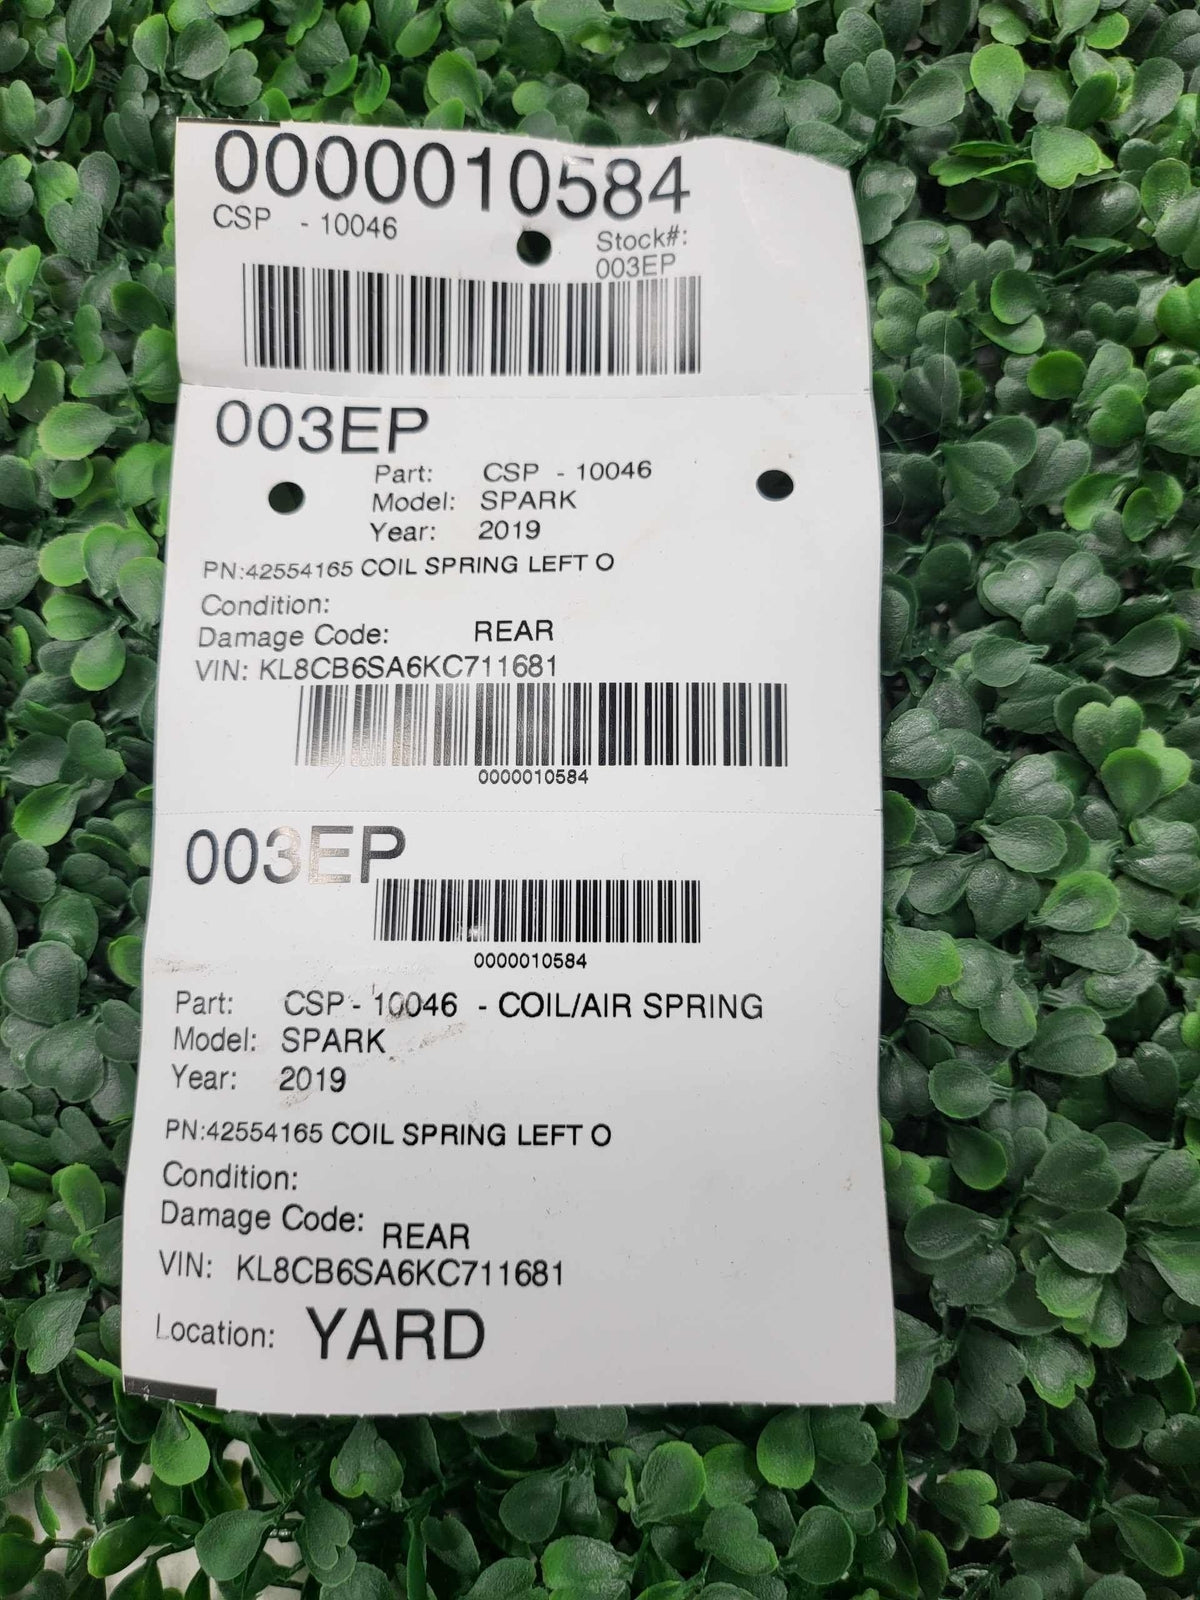 0000010584
CSP - 10046
Stock#:
003EP
003EP
Part: CSP - 10046
Model: SPARK
Year: 2019
PN:42554165 COIL SPRING LEFT O
Condition:
Damage Code: REAR
VIN: KL8CB6SA6KC711681
0000010584
003EP
0000010584
Part: CSP - 10046 - COIL/AIR SPRING
Model: SPARK
Year: 2019
PN:42554165 COIL SPRING LEFT O
Condition:
Damage Code: REAR
VIN: KL8CB6SA6KC711681
Location: YARD